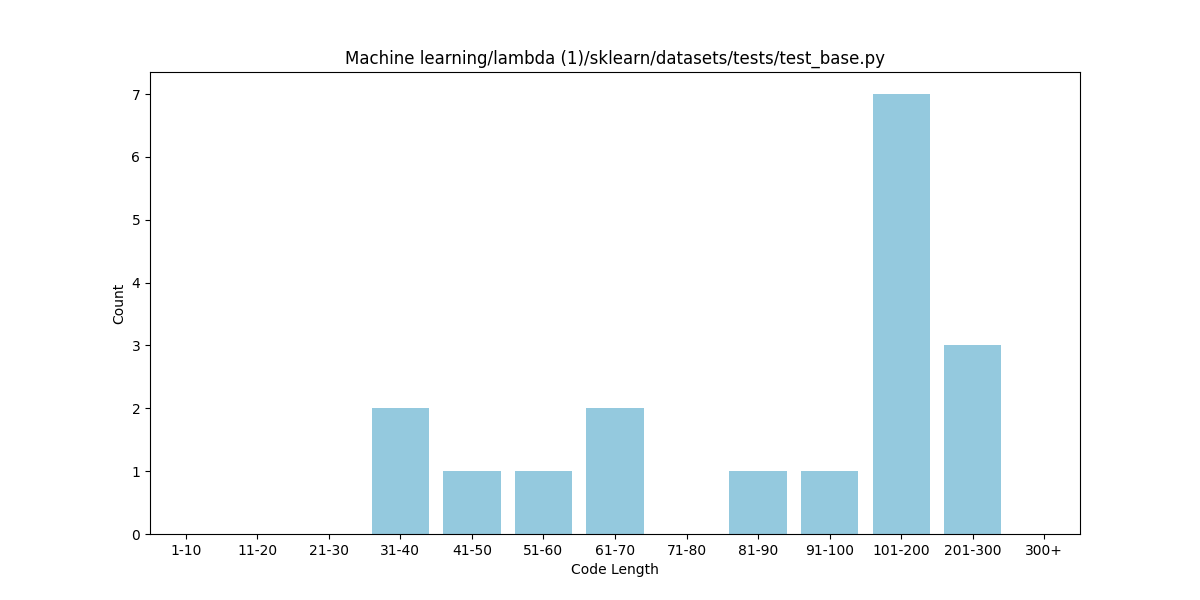 Machine learning/lambda (1)/sklearn/datasets/tests/test_base.py
7
6
5
4
3
2
1
0
Count
1-10 11-20 21-30 31-40 41-50 51-60 61-70 71-80 81-90 91-100 101-200 201-300 300+
Code Length